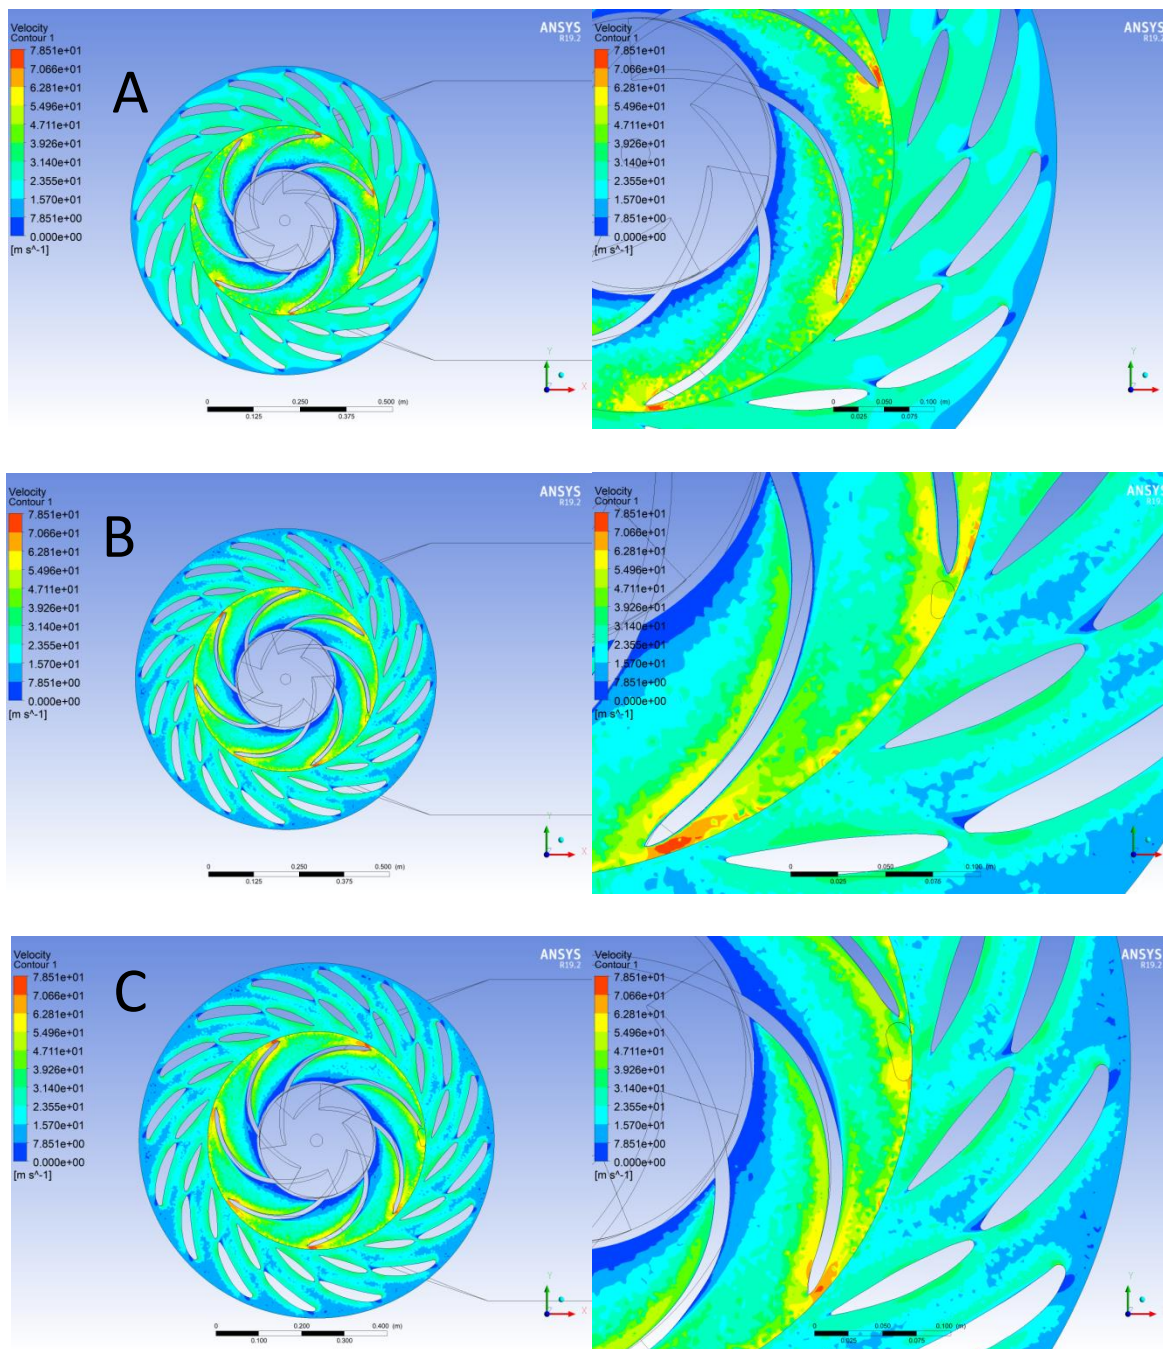 Velocity
Contour 1
7.851e+01
7.066e+01
6.281e+01
5.496e+01
4.711e+01
3.926e+01
3.140e+01
2.355e+01
1.570e+01
7.851e+00
0.000e+00
[m s^-1]
A
ANSYS
R19.2
Y
X
0 0.250 0.500 (m)
0.125 0.375
Velocity
Contour 1
7.851e+01
7.066e+01
6.281e+01
5.496e+01
4.711e+01
3.926e+01
3.140e+01
2.355e+01
1.570e+01
7.851e+00
0.000e+00
[m s^-1]
ANSYS
R19.2
Y
0 0.050 0.100 (m)
0.025 0.075
Velocity
Contour 1
7.851e+01
7.066e+01
6.281e+01
5.496e+01
4.711e+01
3.926e+01
3.140e+01
2.355e+01
1.570e+01
7.851e+00
0.000e+00
[m s^-1]
B
ANSYS
R19.2
Y
X
0 0.250 0.500 (m)
0.125 0.375
Velocity
Contour 1
7.851e+01
7.066e+01
6.281e+01
5.496e+01
4.711e+01
3.926e+01
3.140e+01
2.355e+01
1.570e+01
7.851e+00
0.000e+00
[m s^-1]
ANSYS
0 0.050 0.100 (m)
0.025 0.075
Velocity
Contour 1
7.851e+01
7.066e+01
6.281e+01
5.496e+01
4.711e+01
3.926e+01
3.140e+01
2.355e+01
1.570e+01
7.851e+00
0.000e+00
[m s^-1]
C
ANSYS
R19.2
Y
X
0 0.200 0.400 (m)
0.100 0.300
Velocity
Contour 1
7.851e+01
7.066e+01
6.281e+01
5.496e+01
4.711e+01
3.926e+01
3.140e+01
2.355e+01
1.570e+01
7.851e+00
0.000e+00
[m s^-1]
ANSYS
R19.2
Y
0 0.050 0.100 (m)
0.025 0.075